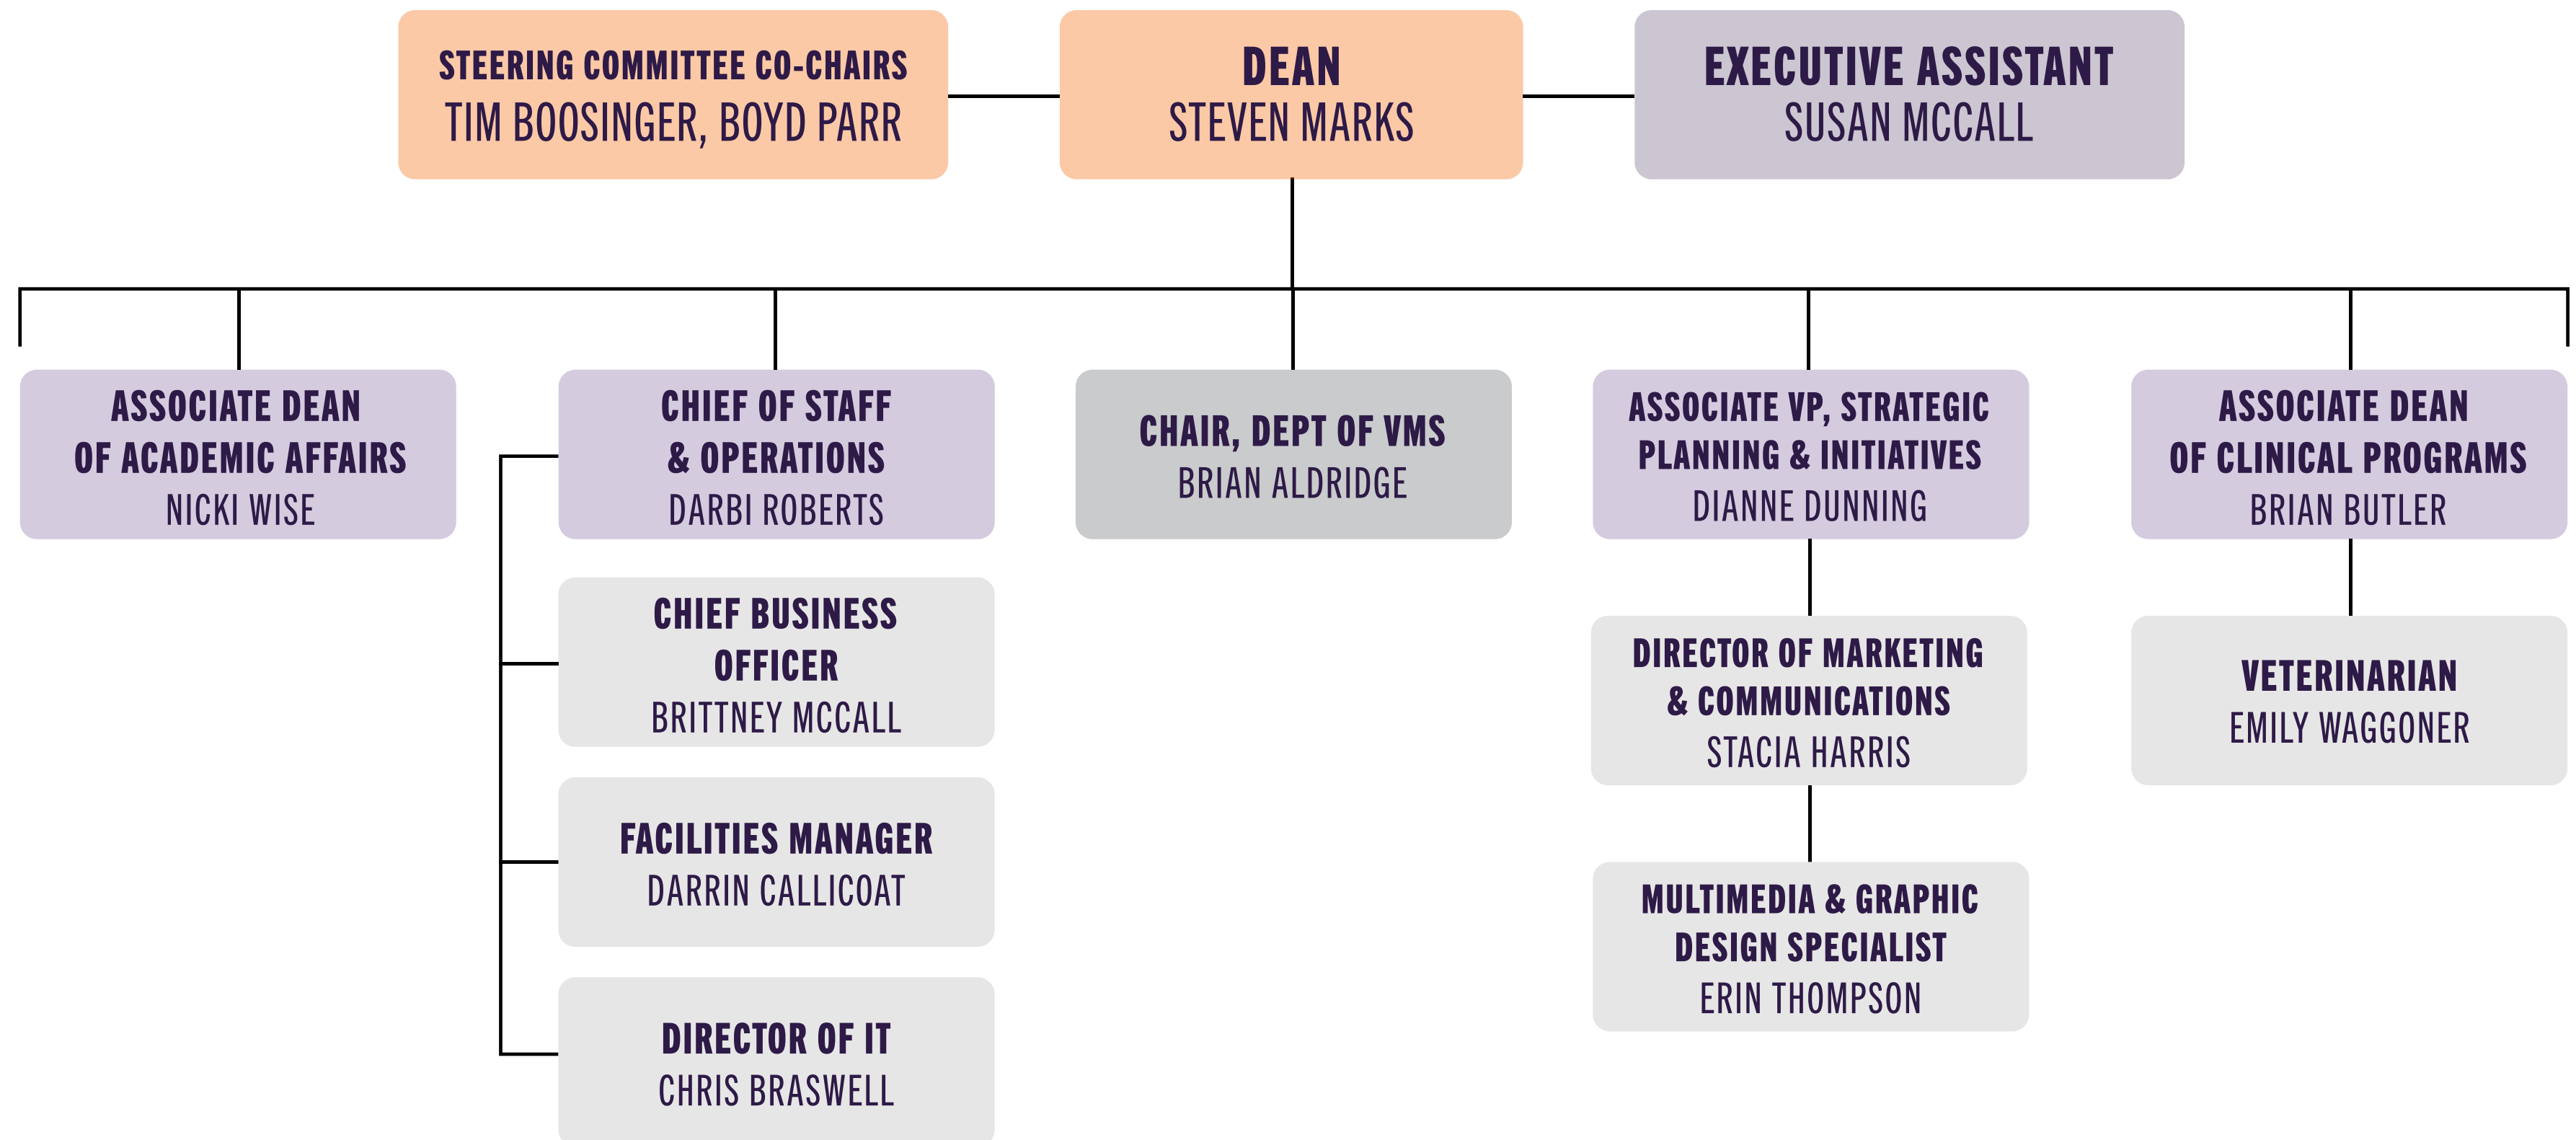 STEERING COMMITTEE CO-CHAIRS
TIM BOOSINGER, BOYD PARR
DEAN
STEVEN MARKS
EXECUTIVE ASSISTANT
SUSAN MCCALL
ASSOCIATE DEAN
OF ACADEMIC AFFAIRS
NICKI WISE
CHIEF OF STAFF
& OPERATIONS
DARBI ROBERTS
CHIEF BUSINESS
OFFICER
BRITTNEY MCCALL
FACILITIES MANAGER
DARRIN CALLICOAT
DIRECTOR OF IT
CHRIS BRASWELL
CHAIR, DEPT OF VMS
BRIAN ALDRIDGE
ASSOCIATE VP, STRATEGIC
PLANNING & INITIATIVES
DIANNE DUNNING
DIRECTOR OF MARKETING
& COMMUNICATIONS
STACIA HARRIS
MULTIMEDIA & GRAPHIC
DESIGN SPECIALIST
ERIN THOMPSON
ASSOCIATE DEAN
OF CLINICAL PROGRAMS
BRIAN BUTLER
VETERINARIAN
EMILY WAGGONER